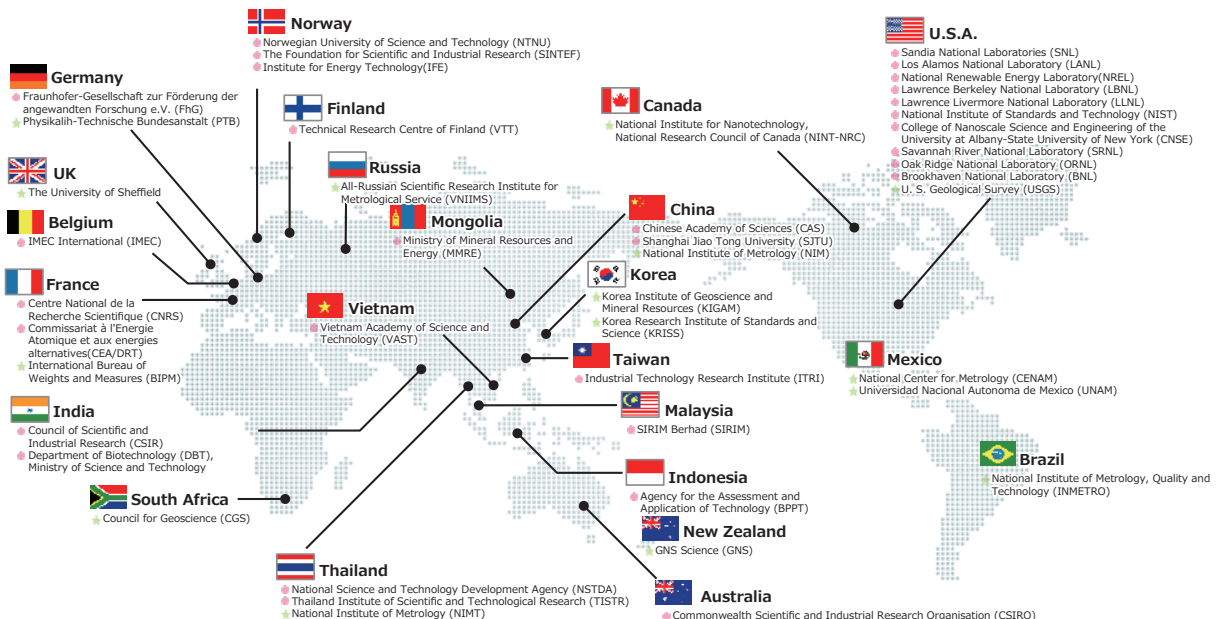 Norway
Norwegian University of Science and Technology (NTNU)
The Foundation for Scientific and Industrial Research (SINTEF)
Institute for Energy Technology(IFE)
Germany
Fraunhofer-Gesellschaft zur Förderung der
angewandten Forschung e.V. (FhG)
Physikalih-Technische Bundesanstalt (PTB)
Finland
Technical Research Centre of Finland (VTT)
UK
The University of Sheffield
Russia
All-Russian Scientific Research Institute for
Metrological Service (VNIIMS)
Belgium
IMEC International (IMEC)
Mongolia
Ministry of Mineral Resources and
Energy (MMRE)
France
Centre National de la
Recherche Scientifique (CNRS)
Commissariat à l'Energie
Atomique et aux energies
alternatives(CEA/DRT)
International Bureau of
Weights and Measures (BIPM)
Vietnam
Vietnam Academy of Science and
Technology (VAST)
India
Council of Scientific and
Industrial Research (CSIR)
Department of Biotechnology (DBT),
Ministry of Science and Technology
South Africa
Council for Geoscience (CGS)
Thailand
National Science and Technology Development Agency (NSTDA)
Thailand Institute of Scientific and Technological Research (TISTR)
National Institute of Metrology (NIMT)
Canada
National Institute for Nanotechnology,
National Research Council of Canada (NINT-NRC)
China
Chinese Academy of Sciences (CAS)
Shanghai Jiao Tong University (SJTU)
National Institute of Metrology (NIM)
Korea
Korea Institute of Geoscience and
Mineral Resources (KIGAM)
Korea Research Institute of Standards and
Science (KRISS)
Taiwan
Industrial Technology Research Institute (ITRI)
Malaysia
SIRIM Berhad (SIRIM)
Indonesia
Agency for the Assessment and
Application of Technology (BPPT)
New Zealand
GNS Science (GNS)
Australia
Commonwealth Scientific and Industrial Research Organisation (CSIRO)
U.S.A.
Sandia National Laboratories (SNL)
Los Alamos National Laboratory (LANL)
National Renewable Energy Laboratory(NREL)
Lawrence Berkeley National Laboratory (LBNL)
Lawrence Livermore National Laboratory (LLNL)
National Institute of Standards and Technology (NIST)
College of Nanoscale Science and Engineering of the
University at Albany-State University of New York (CNSE)
Savannah River National Laboratory (SRNL)
Oak Ridge National Laboratory (ORNL)
Brookhaven National Laboratory (BNL)
U. S. Geological Survey (USGS)
Mexico
National Center for Metrology (CENAM)
Universidad Nacional Autonoma de Mexico (UNAM)
Brazil
National Institute of Metrology, Quality and
Technology (INMETRO)